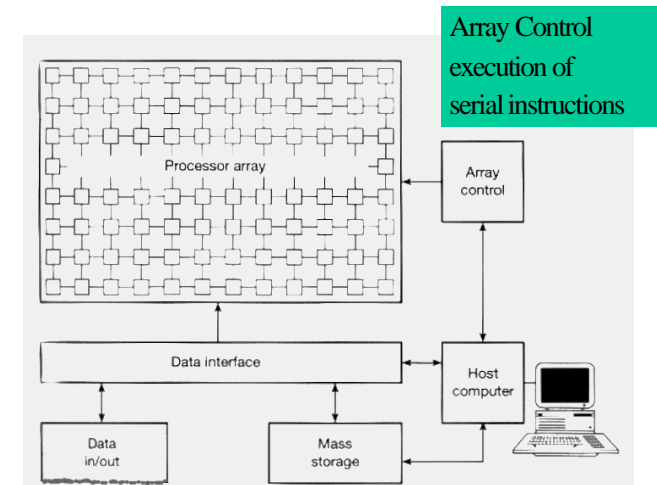 Array Control
execution of
serial instructions
Processor array
Array
control
Data interface
Host
computer
Data
in/out
Mass
storage